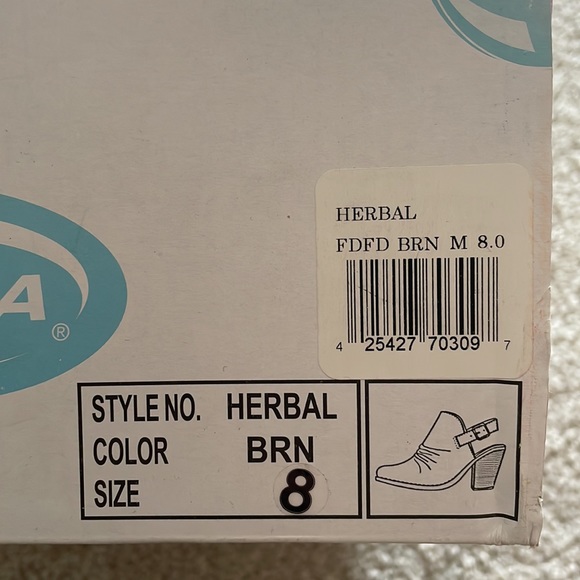 HERBAL
FDFD BRN M 8.0
4 25427 70309 7
A®
STYLE NO. HERBAL
COLOR BRN
SIZE 8